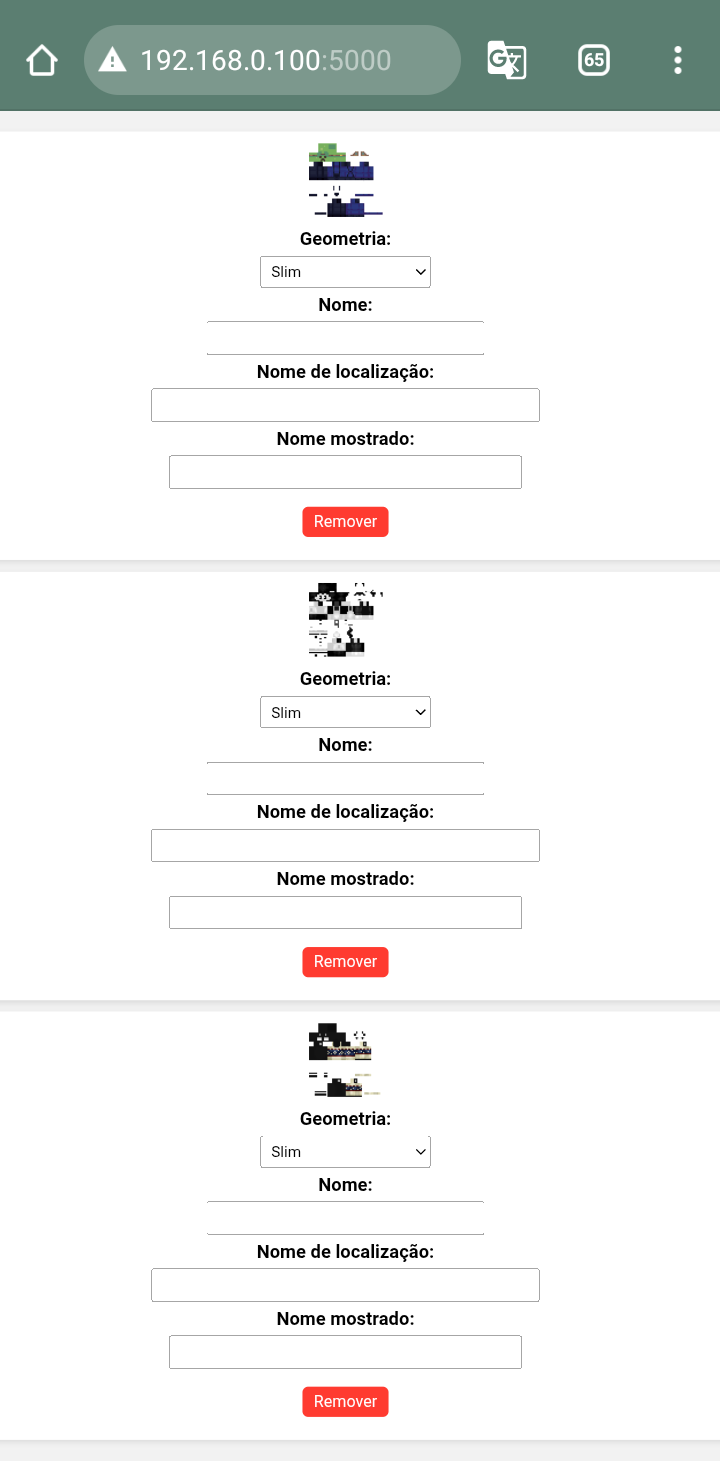 192.168.0.100:5000
65
Geometria:
Slim
Nome:
Nome de localização:
Nome mostrado:
Remover
Geometria:
Slim
Nome:
Nome de localização:
Nome mostrado:
Remover
Geometria:
Slim
Nome:
Nome de localização:
Nome mostrado:
Remover